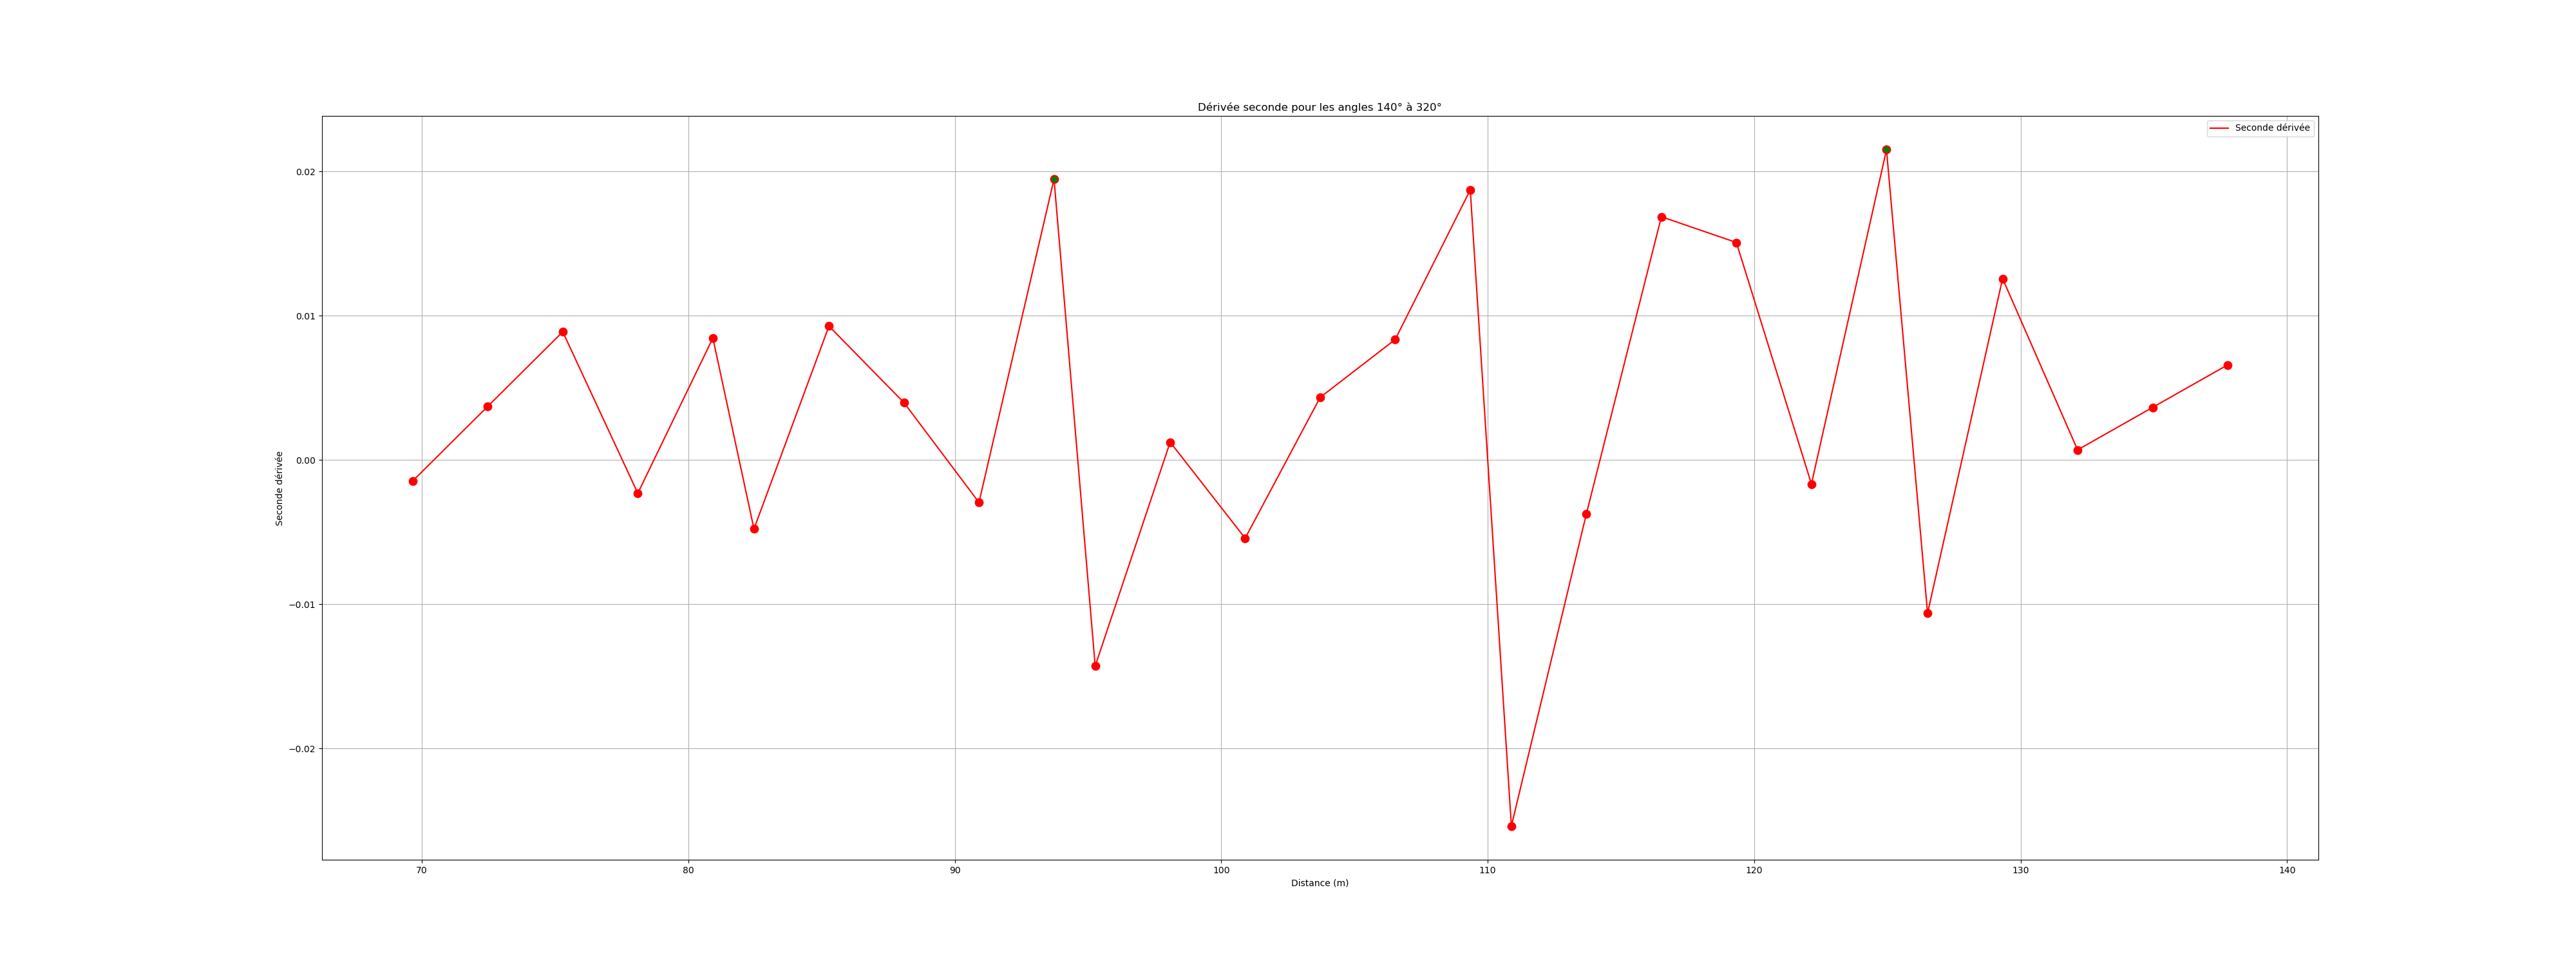 Dérivée seconde pour les angles 140° à 320°
Seconde dérivée
0.02
0.01
0.00
−0.01
−0.02
Seconde dérivée
70 80 90 100 110 120 130 140
Distance (m)